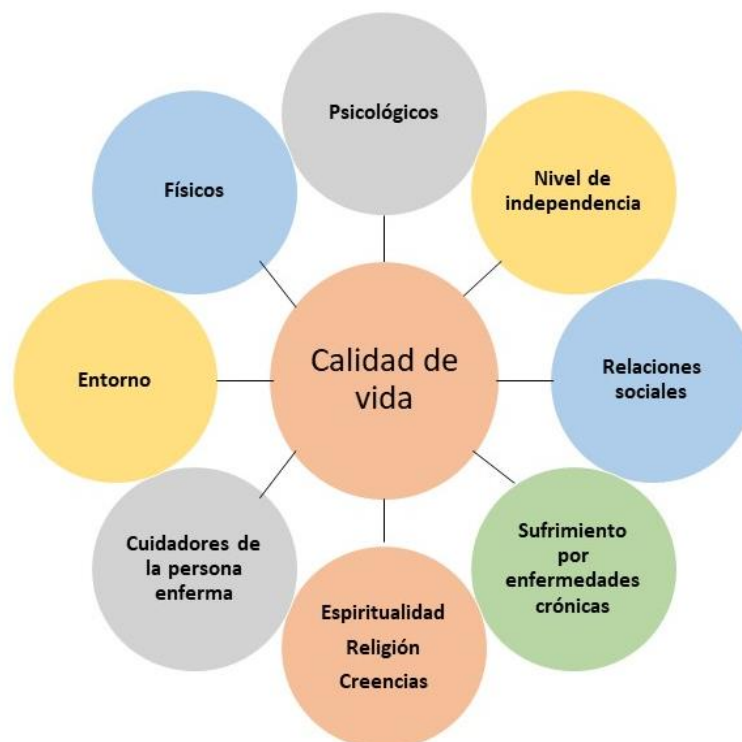 Psicológicos
Nivel de
independencia
Relaciones
sociales
Sufrimiento
por
enfermedades
crónicas
Espiritualidad
Religión
Creencias
Cuidadores de
la persona
enferma
Entorno
Físicos
Calidad de
vida